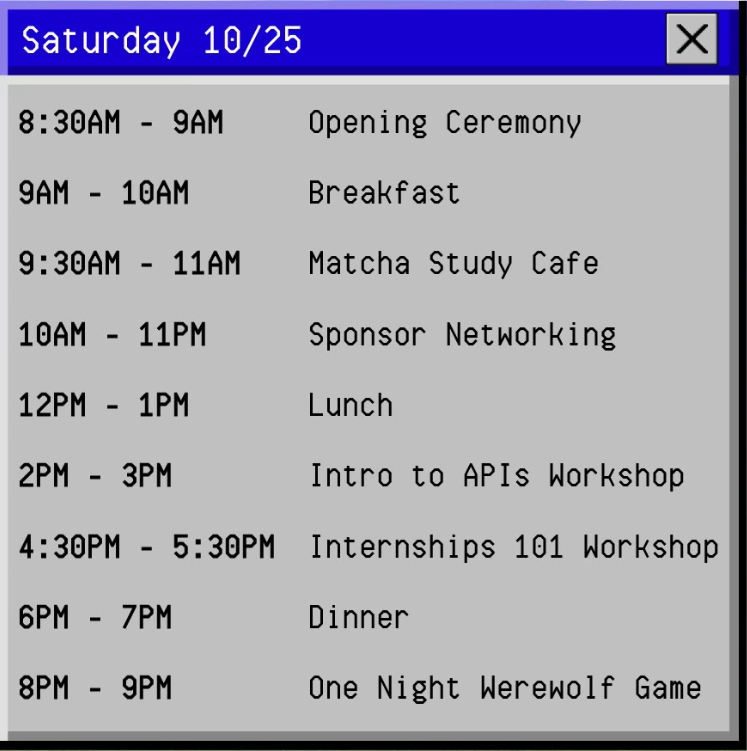 Saturday 10/25
8:30AM - 9AM Opening Ceremony
9AM - 10AM Breakfast
9:30AM - 11AM Matcha Study Cafe
10AM - 11PM Sponsor Networking
12PM - 1PM Lunch
2PM - 3PM Intro to APIs Workshop
4:30PM - 5:30PM Internships 101 Workshop
6PM - 7PM Dinner
8PM - 9PM One Night Werewolf Game